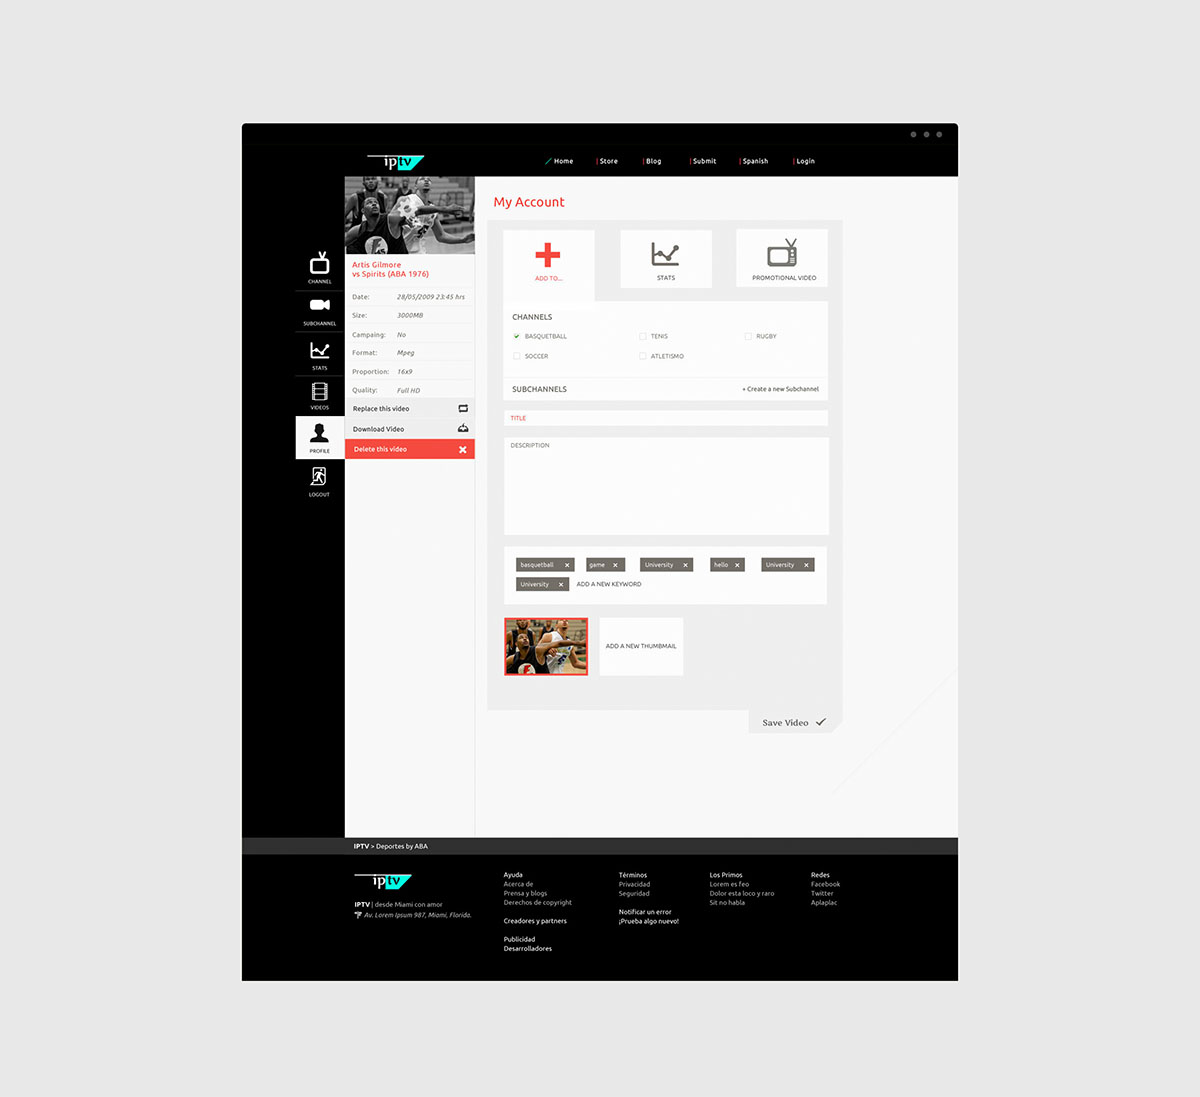 iptv
Home
Store
Blog
Submit
Spanish
Login
CHANNEL
SUBCHANNEL
STATS
VIDEOS
PROFILE
LOGOUT
Artis Gilmore
vs Spirits (ABA 1976)
Date: 28/05/2009 23:45 hrs
Size: 3000MB
Campaing: No
Format: Mpeg
Proportion: 16x9
Quality: Full HD
Replace this video
Download Video
Delete this video
My Account
ADD TO...
STATS
PROMOTIONAL VIDEO
CHANNELS
BASQUETBALL
TENIS
RUGBY
SOCCER
ATLETISMO
SUBCHANNELS
+ Create a new Subchannel
TITLE
DESCRIPTION
basquetball
game
University
hello
University
University
ADD A NEW KEYWORD
ADD A NEW THUMBMAIL
Save Video
IPTV > Deportes by ABA
iptv
IPTV | desde Miami con amor
Av. Lorem Ipsum 987, Miami, Florida.
Ayuda
Acerca de
Prensa y blogs
Derechos de copyright
Creadores y partners
Publicidad
Desarrolladores
Términos
Privacidad
Seguridad
Notificar un error
¡Prueba algo nuevo!
Los Primos
Lorem es feo
Dolor esta loco y raro
Sit no habla
Redes
Facebook
Twitter
Aplaplac